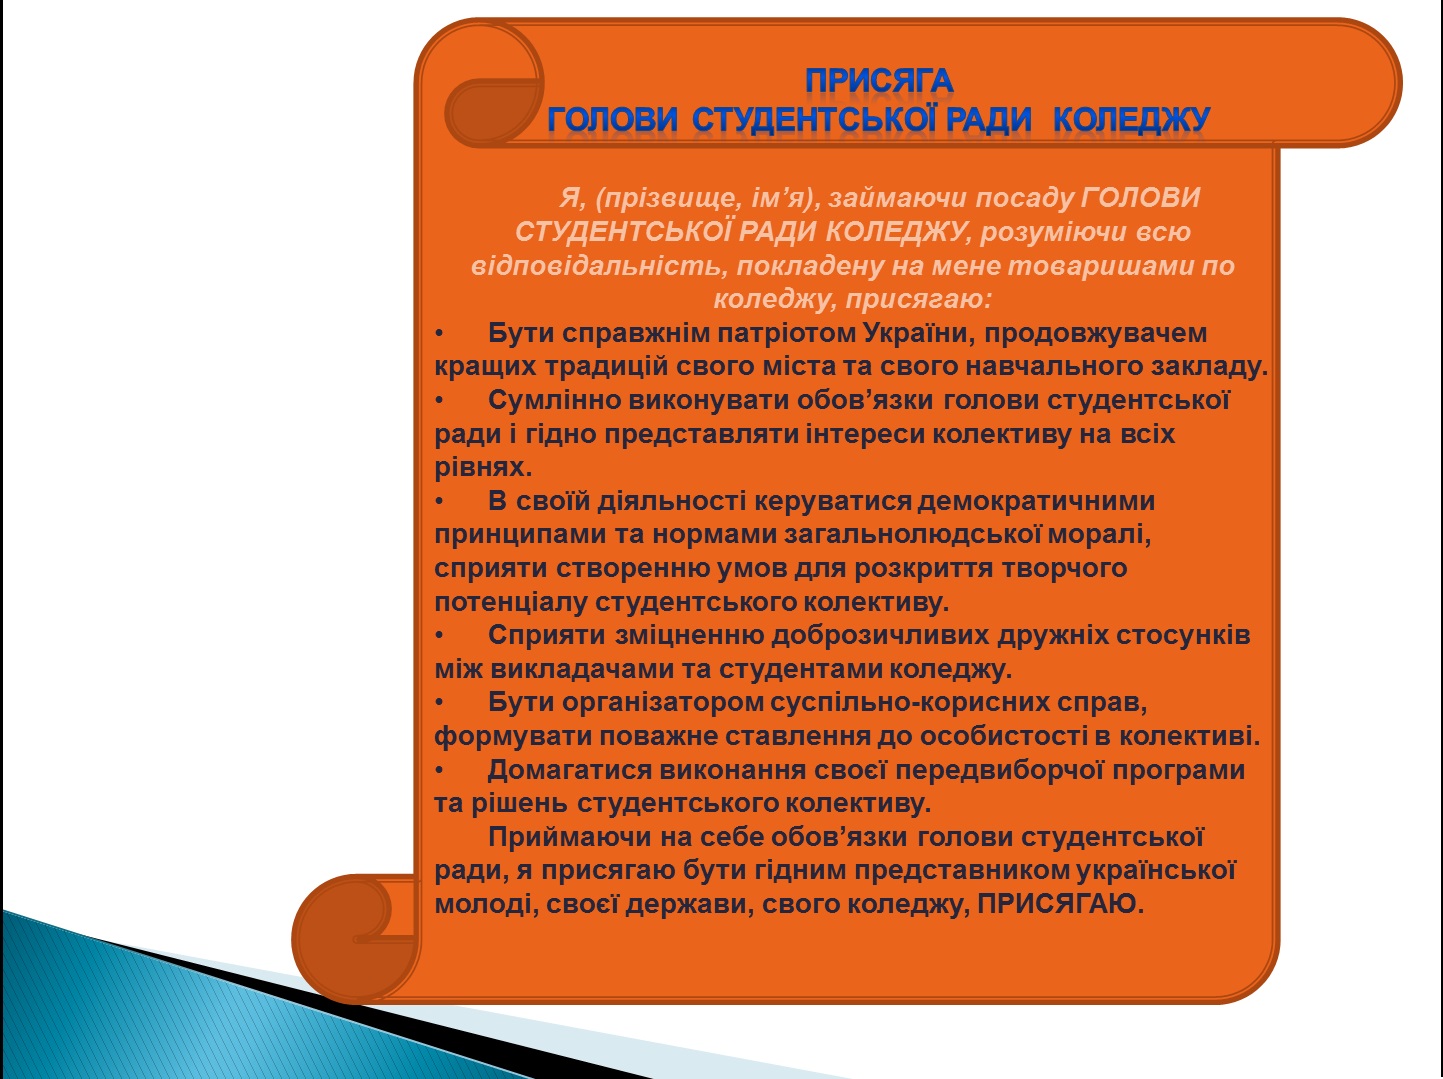 ПРИСЯГА
ГОЛОВИ СТУДЕНТСЬКОЇ РАДИ КОЛЕДЖУ
Я, (прізвище, ім’я), займаючи посаду ГОЛОВИ
СТУДЕНТСЬКОЇ РАДИ КОЛЕДЖУ, розуміючи всю
відповідальність, покладену на мене товаришами по
коледжу, присягаю:
• Бути справжнім патріотом України, продовжувачем
кращих традицій свого міста та свого навчального закладу.
• Сумлінно виконувати обов’язки голови студентської
ради і гідно представляти інтереси колективу на всіх
рівнях.
• В своїй діяльності керуватися демократичними
принципами та нормами загальнолюдської моралі,
сприяти створенню умов для розкриття творчого
потенціалу студентського колективу.
• Сприяти зміцненню доброзичливих дружніх стосунків
між викладачами та студентами коледжу.
• Бути організатором суспільно-корисних справ,
формувати поважне ставлення до особистості в колективі.
• Домагатися виконання своєї передвиборчої програми
та рішень студентського колективу.
Приймаючи на себе обов’язки голови студентської
ради, я присягаю бути гідним представником української
молоді, своєї держави, свого коледжу, ПРИСЯГАЮ.